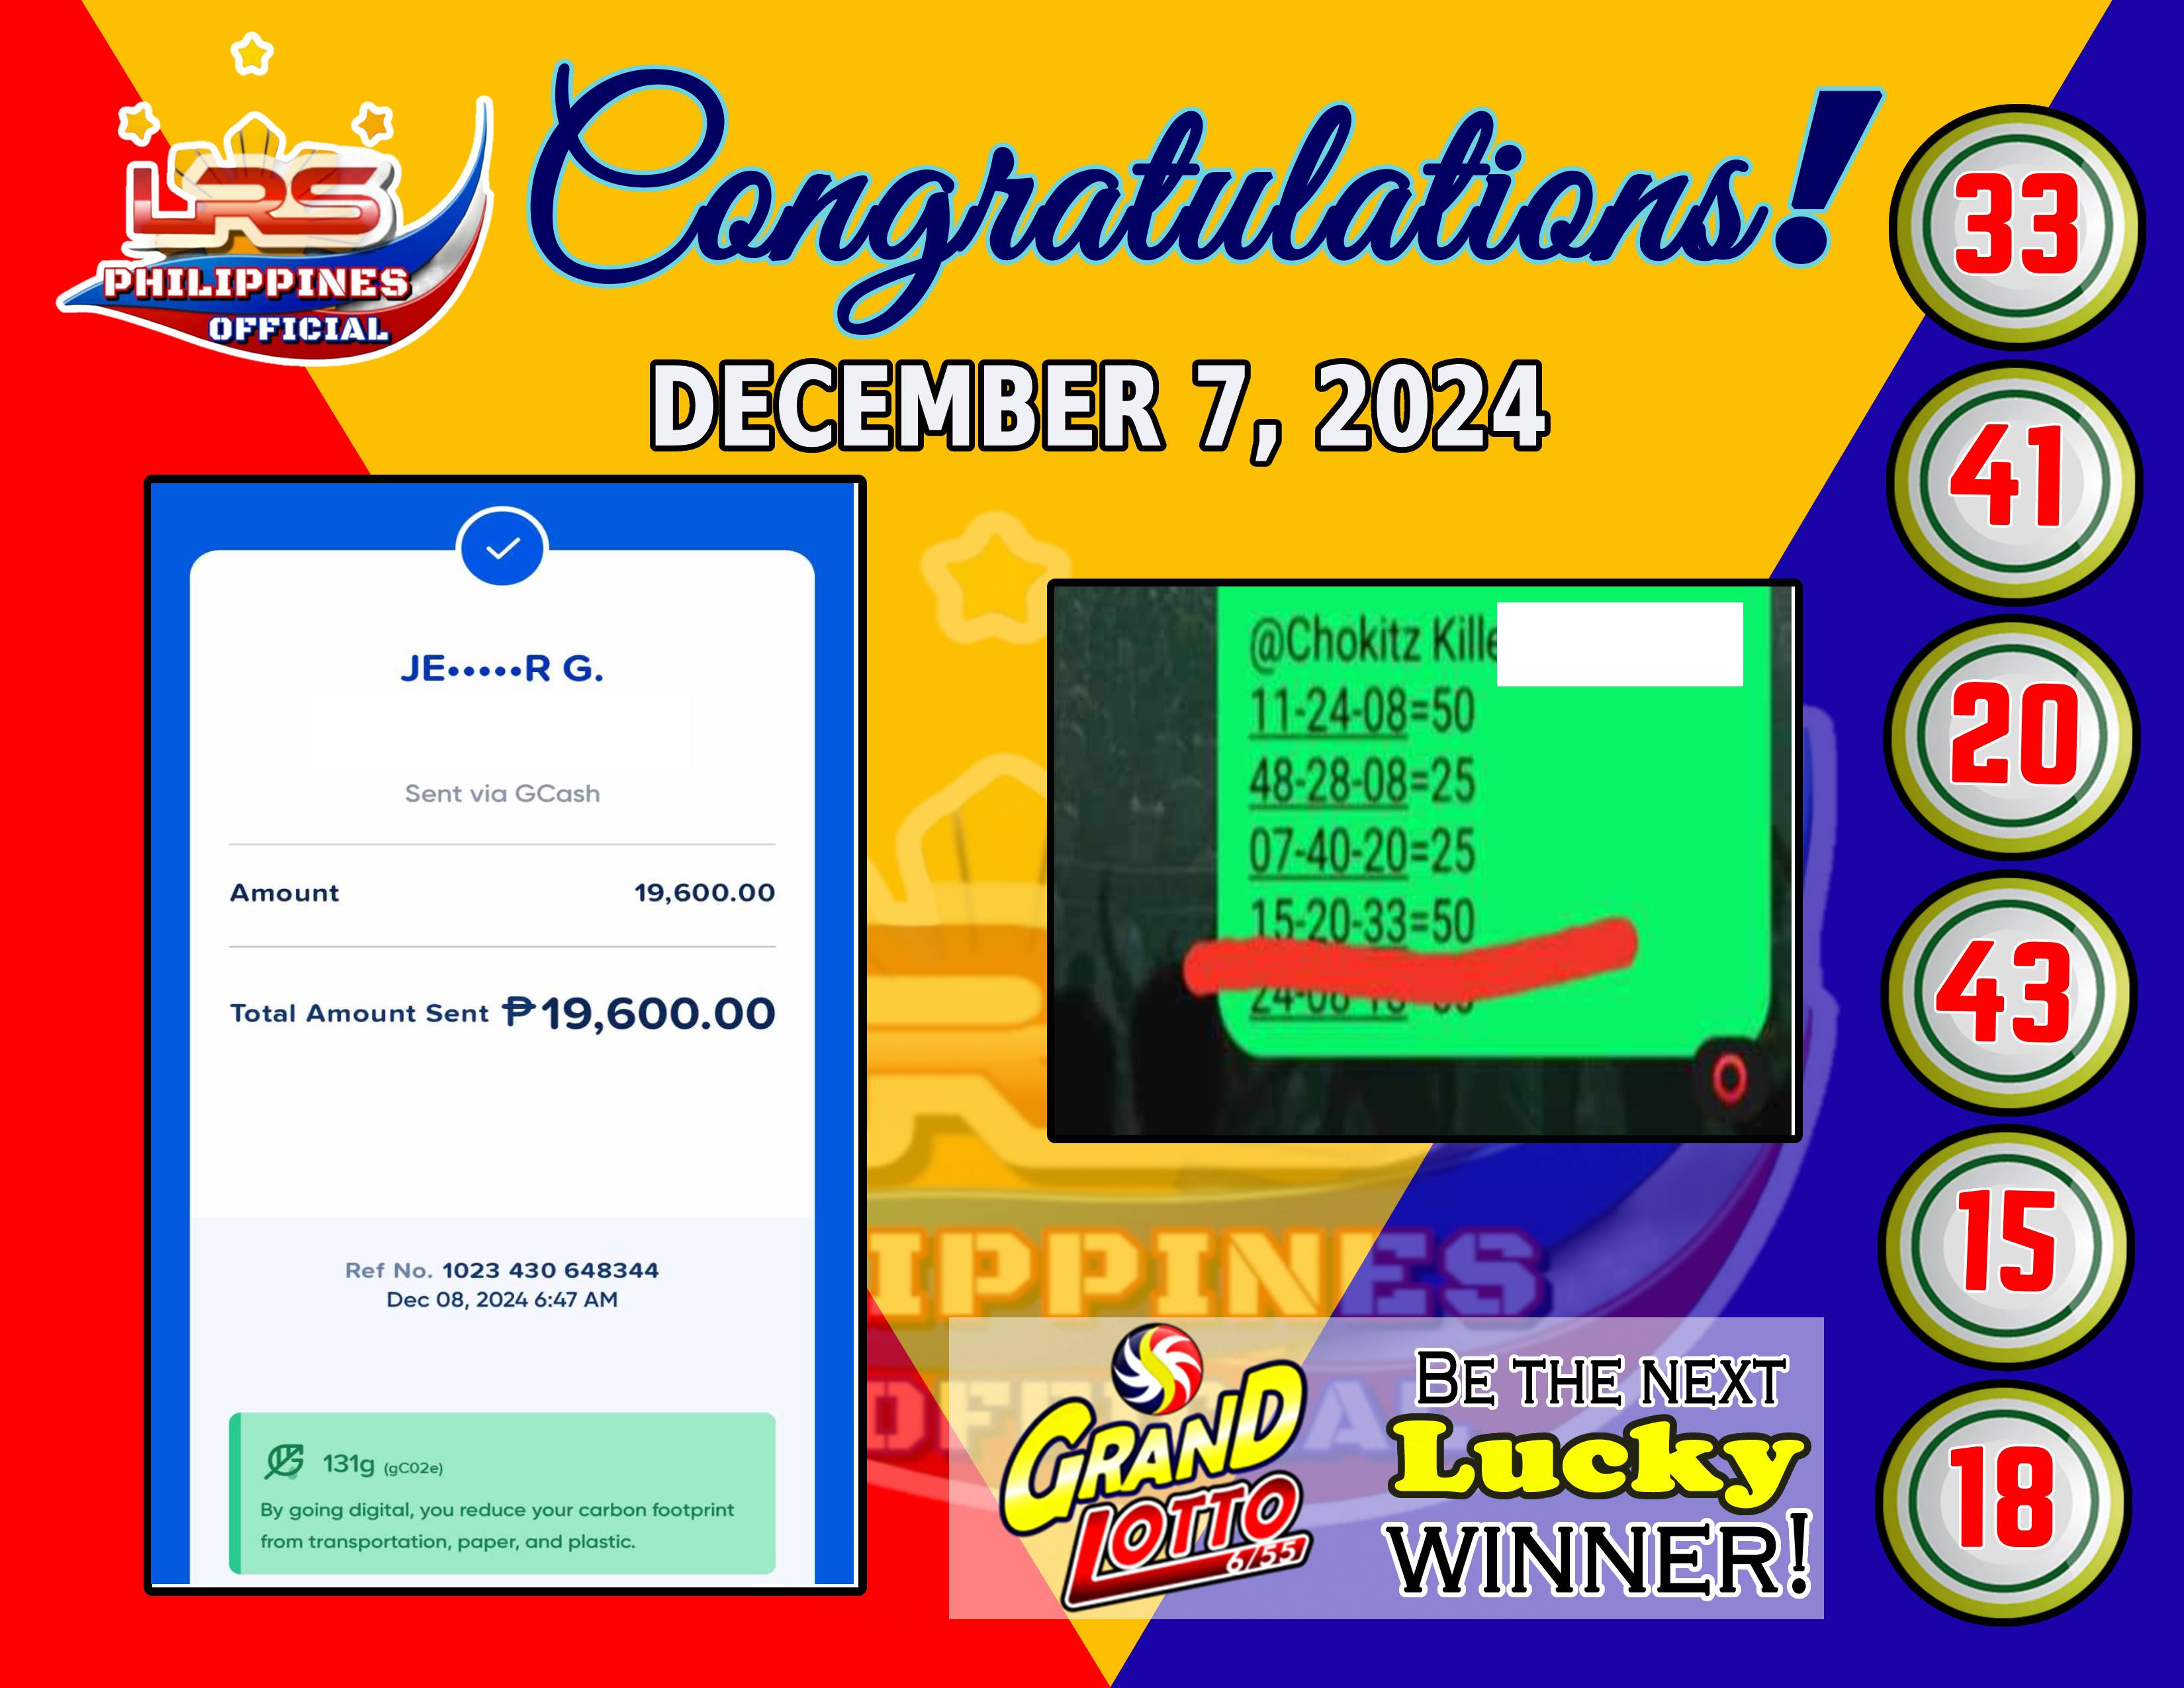 LRS
PHILIPPINES
OFFICIAL
Congratulations!
DECEMBER 7, 2024
JE•••••R G.
Sent via GCash
Amount 19,600.00
Total Amount Sent ₱19,600.00
Ref No. 1023 430 648344
Dec 08, 2024 6:47 AM
131g (gC02e)
By going digital, you reduce your carbon footprint
from transportation, paper, and plastic.
@Chokitz Kille
11-24-08=50
48-28-08=25
07-40-20=25
15-20-33=50
IPPINES
GRAND
LOTTO
6/55
BE THE NEXT
Lucky
WINNER!
33
41
20
43
15
18